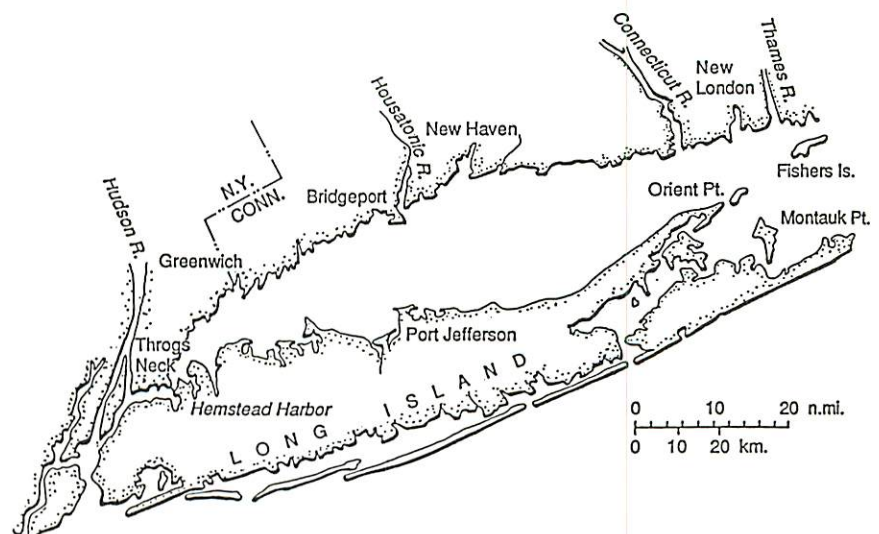 Connecticut R.
Thames R.
New
London
Housatonic R.
New Haven
Fishers Is.
Hudson R.
N.Y.
CONN.
Bridgeport
Orient Pt.
Montauk Pt.
Greenwich
Port Jefferson
Throgs
Neck
Hemstead Harbor
LONG ISLAND
0 10 20 n.mi.
0 10 20 km.